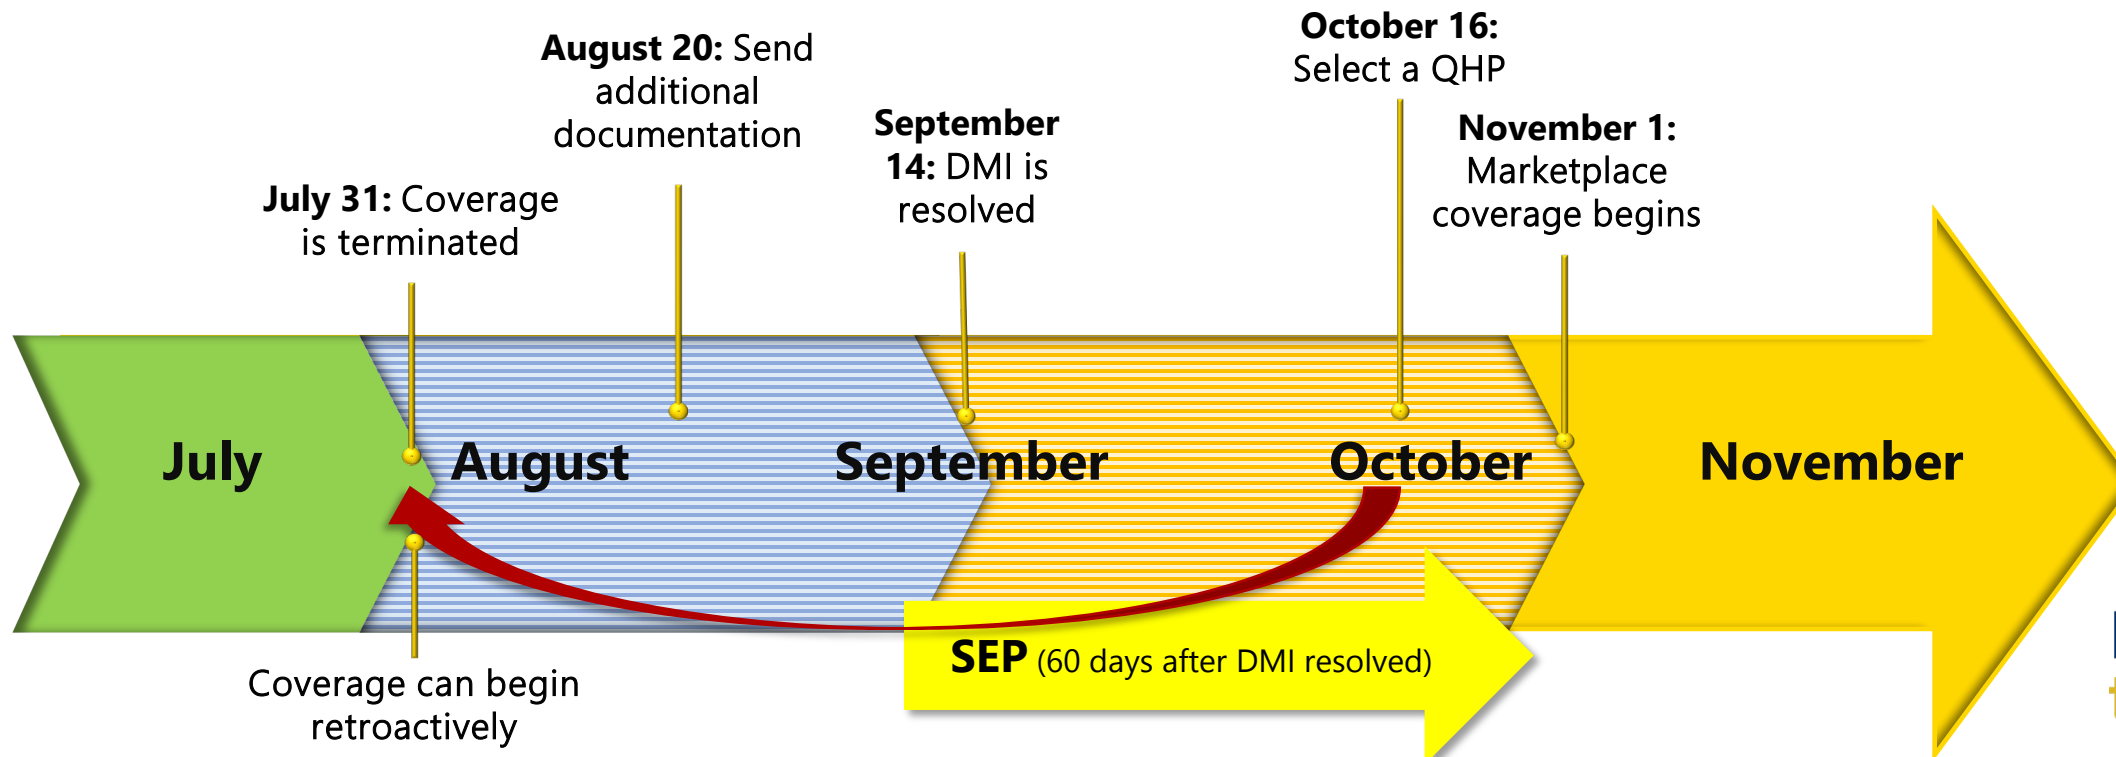 October 16:
Select a QHP
August 20: Send
additional
documentation
September
14: DMI is
resolved
November 1:
Marketplace
coverage begins
July 31: Coverage
is terminated
July
August
September
October
November
SEP (60 days after DMI resolved)
Coverage can begin
retroactively